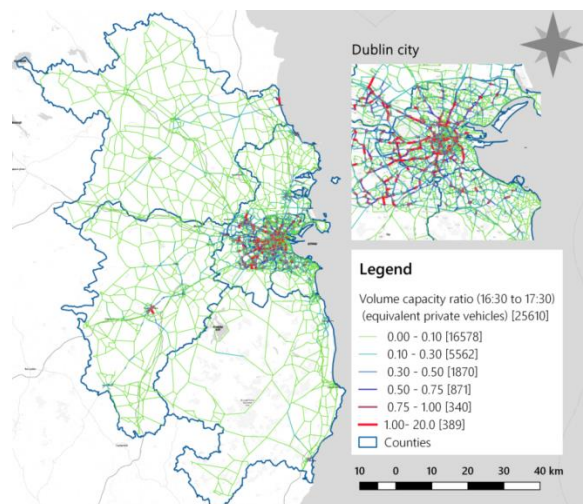 Dublin city
Legend
Volume capacity ratio (16:30 to 17:30)
(equivalent private vehicles) [25610]
0.00 - 0.10 [16578]
0.10 - 0.30 [5562]
0.30 - 0.50 [1870]
0.50 - 0.75 [871]
0.75 - 1.00 [340]
1.00- 20.0 [389]
Counties
10 0 10 20 30 40 km